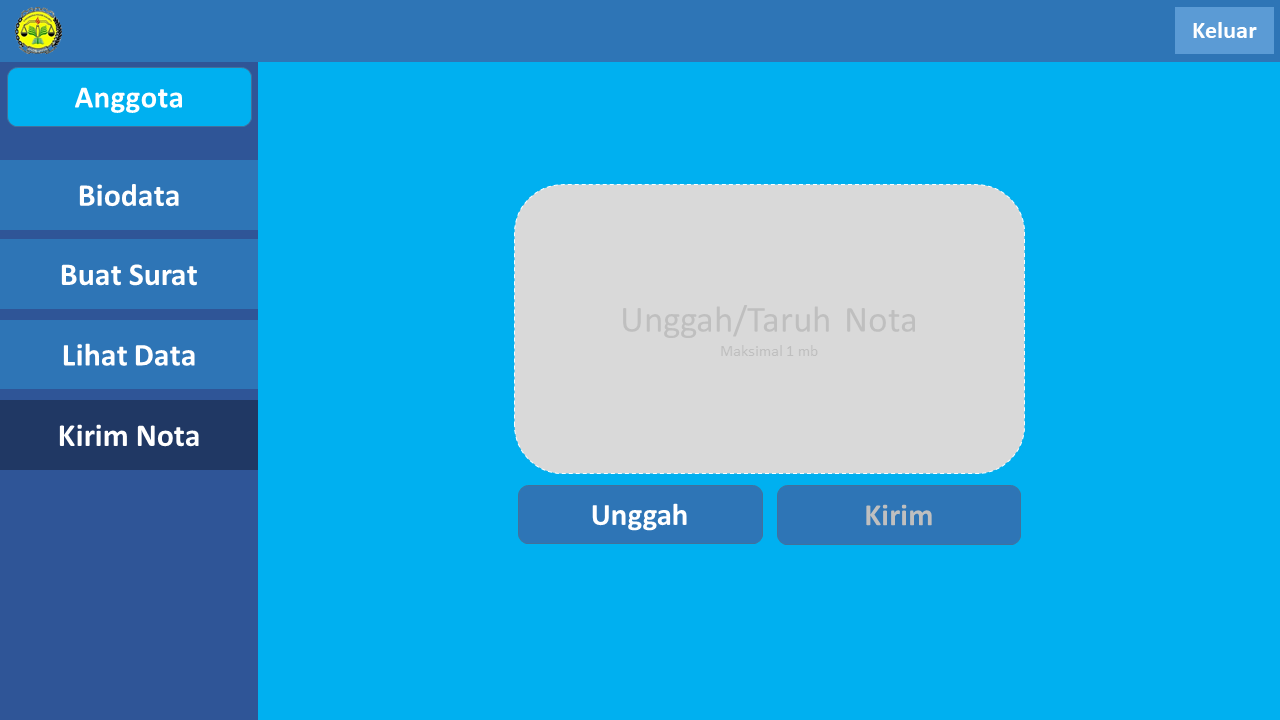 Keluar
Anggota
Biodata
Buat Surat
Lihat Data
Kirim Nota
Unggah/Taruh Nota
Maksimal 1 mb
Unggah
Kirim